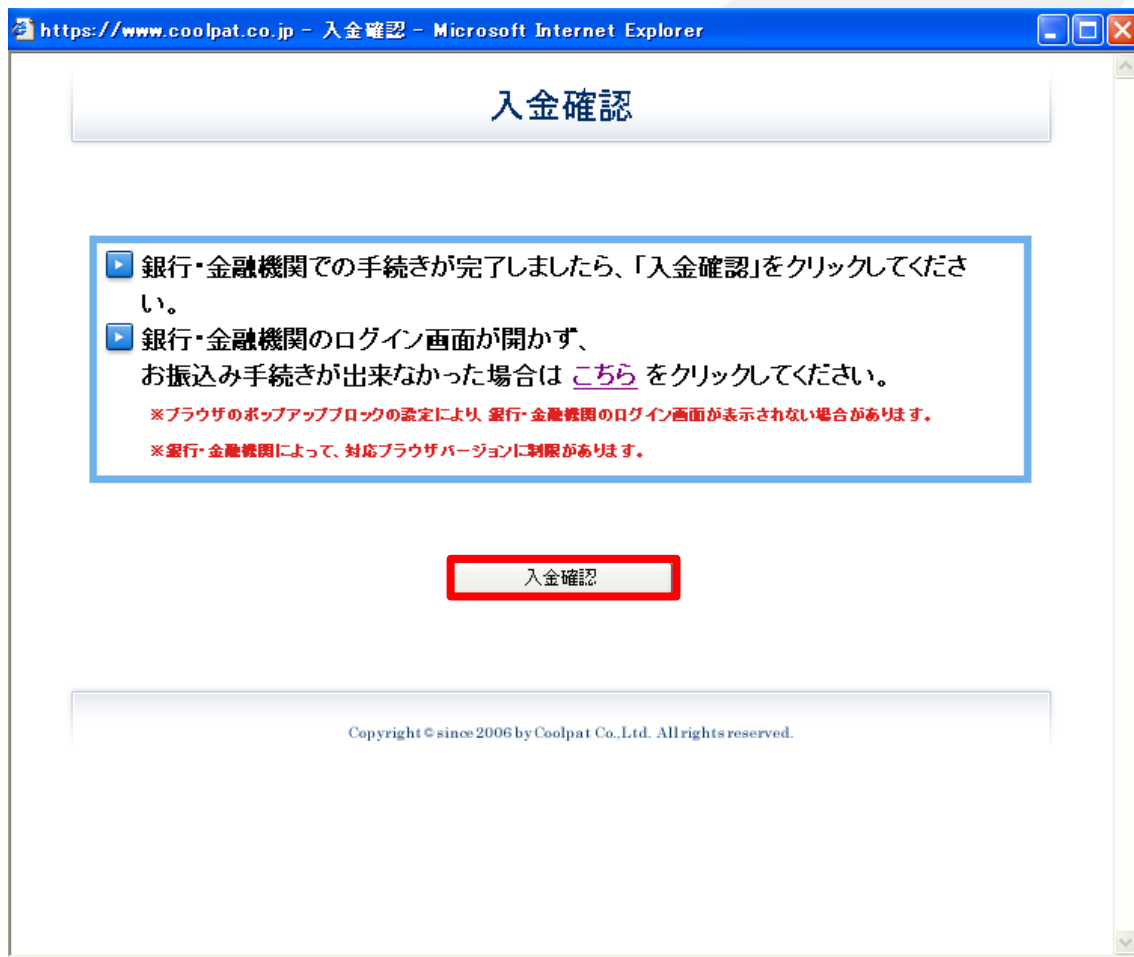 https://www.coolpat.co.jp - 入金確認 - Microsoft Internet Explorer
入金確認
銀行・金融機関での手続きが完了しましたら、「入金確認」をクリックしてくださ
い。
銀行・金融機関のログイン画面が開かず、
お振込み手続きが出来なかった場合は こちら をクリックしてください。
※ブラウザのポップアップブロックの設定により、銀行・金融機関のログイン画面が表示されない場合があります。
※銀行・金融機関によって、対応ブラウザバージョンに制限があります。
入金確認
Copyright © since 2006 by Coolpat Co.,Ltd. All rights reserved.